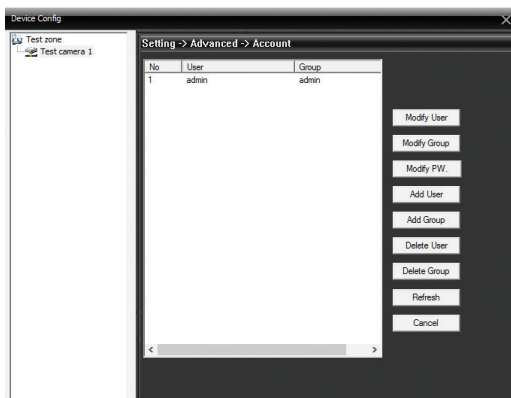 Device Config
Test zone
Test camera 1
Setting -> Advanced -> Account
No User Group
1 admin admin
Modify User
Modify Group
Modify PW.
Add User
Add Group
Delete User
Delete Group
Refresh
Cancel